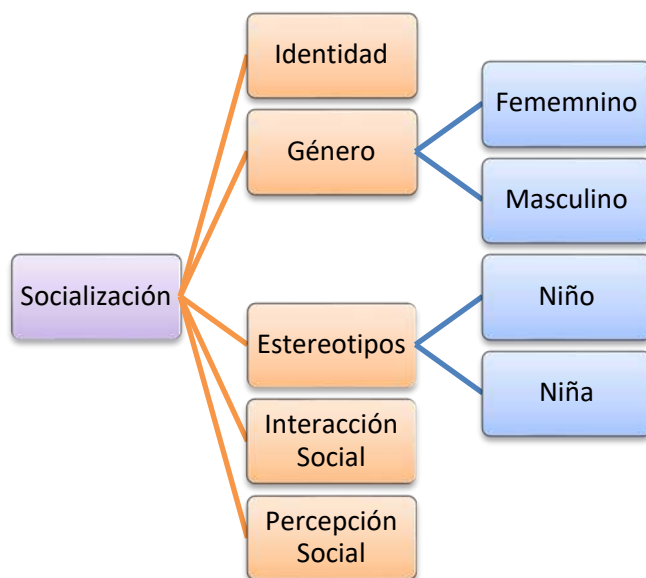 Identidad
Género
Fememnino
Masculino
Socialización
Estereotipos
Niño
Niña
Interacción
Social
Percepción
Social